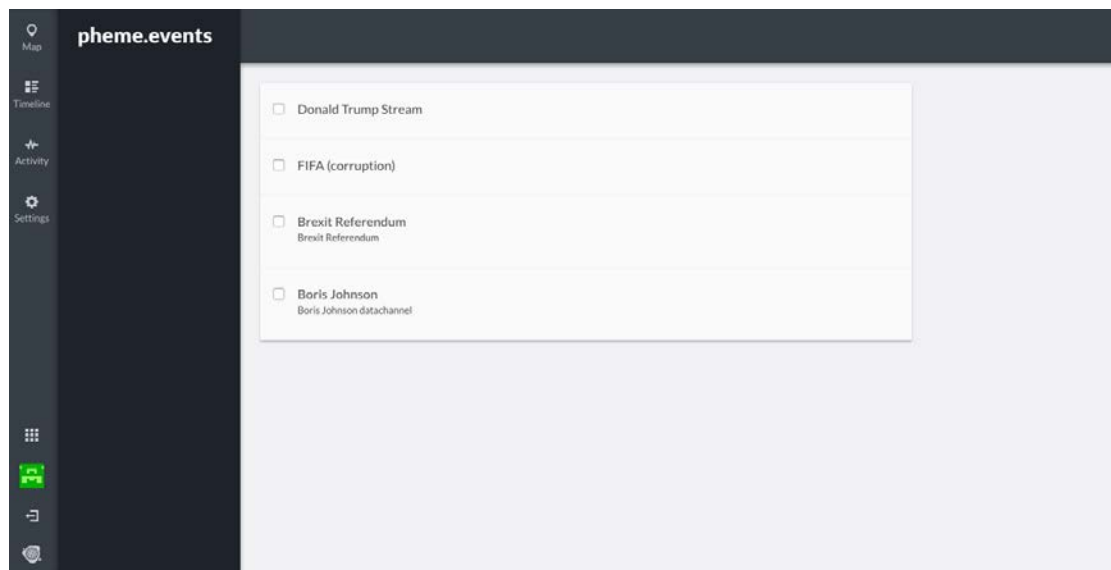 Map
pheme.events
Timeline
Activity
Settings
Donald Trump Stream
FIFA (corruption)
Brexit Referendum
Brexit Referendum
Boris Johnson
Boris Johnson datachannel